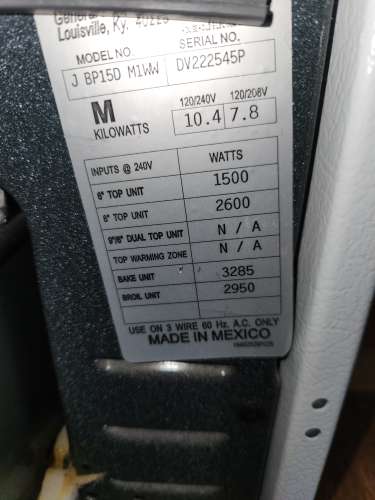 General
Louisville, Ky. 40225
MODEL NO. SERIAL NO.
J BP15D M1WW DV222545P
M
KILOWATTS
120/240V 120/208V
10.4 7.8
INPUTS @ 240V WATTS
6" TOP UNIT 1500
8" TOP UNIT 2600
9"/6" DUAL TOP UNIT N / A
TOP WARMING ZONE N / A
BAKE UNIT 3285
BROIL UNIT 2950
USE ON 3 WIRE 60 Hz. A.C. ONLY
MADE IN MEXICO